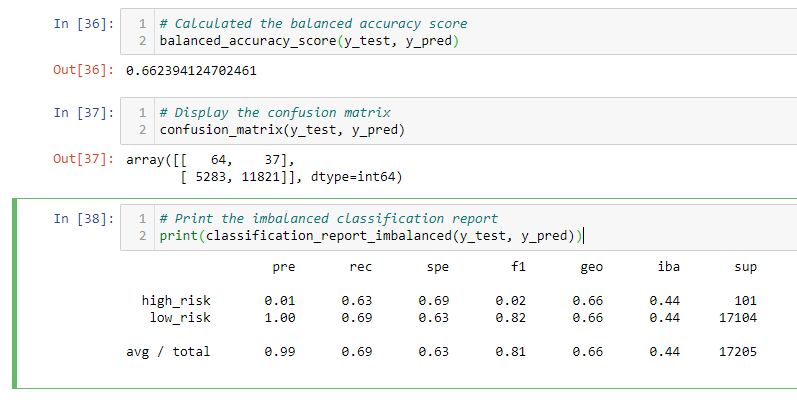 In [36]: 1 # Calculated the balanced accuracy score
2 balanced_accuracy_score(y_test, y_pred)
Out[36]: 0.662394124702461
In [37]: 1 # Display the confusion matrix
2 confusion_matrix(y_test, y_pred)
Out[37]: array([[ 64, 37],
[ 5283, 11821]], dtype=int64)
In [38]: 1 # Print the imbalanced classification report
2 print(classification_report_imbalanced(y_test, y_pred))
pre rec spe f1 geo iba sup
high_risk 0.01 0.63 0.69 0.02 0.66 0.44 101
low_risk 1.00 0.69 0.63 0.82 0.66 0.44 17104
avg / total 0.99 0.69 0.63 0.81 0.66 0.44 17205